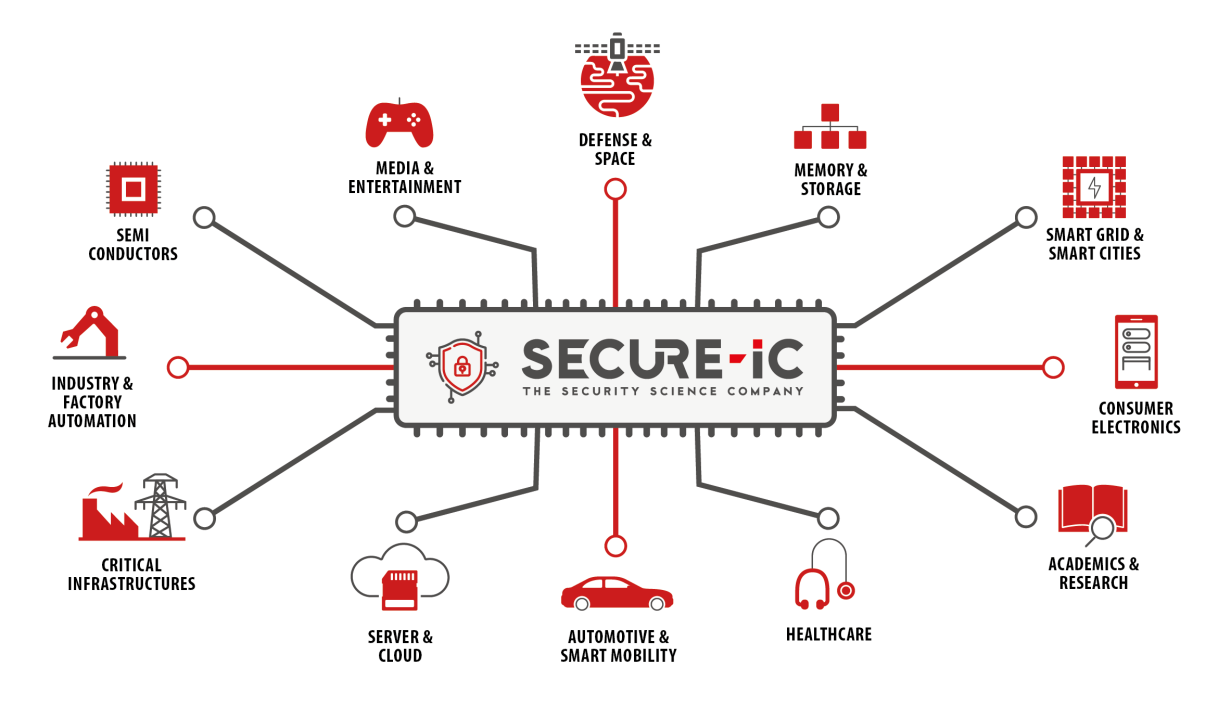 DEFENSE &
SPACE
MEDIA &
ENTERTAINMENT
MEMORY &
STORAGE
SEMI
CONDUCTORS
SMART GRID &
SMART CITIES
SECURE-iC
THE SECURITY SCIENCE COMPANY
INDUSTRY &
FACTORY
AUTOMATION
CONSUMER
ELECTRONICS
CRITICAL
INFRASTRUCTURES
ACADEMICS &
RESEARCH
SERVER &
CLOUD
AUTOMOTIVE &
SMART MOBILITY
HEALTHCARE